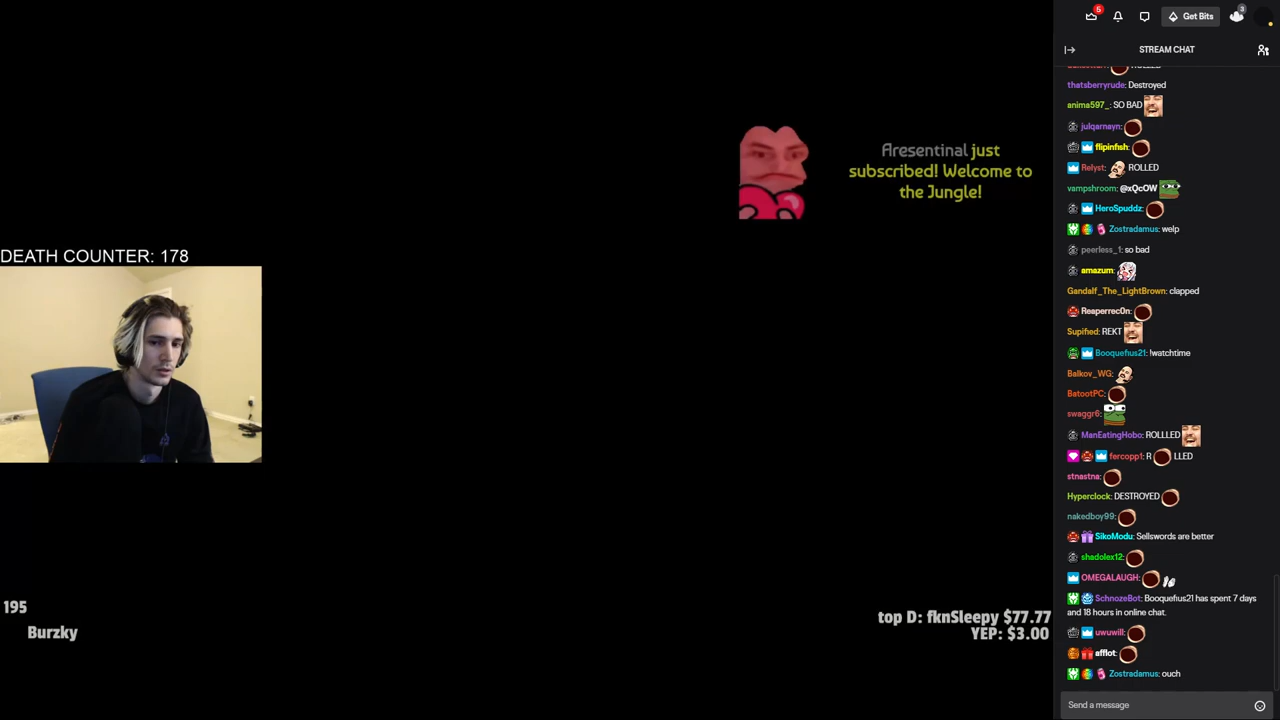 5
3
Get Bits
STREAM CHAT
thatsberryrude: Destroyed
anima597_: SO BAD
julqarnayn:
flipinfish:
Relyst: ROLLED
vampshroom: @xQcOW
HeroSpuddz:
Zostradamus: welp
peerless_1: so bad
amazum:
Gandalf_The_LightBrown: clapped
Reaperrec0n:
Supified: REKT
Booquefius21: !watchtime
Balkov_WG:
BatootPC:
swaggr6:
ManEatingHobo: ROLLLED
fercopp1: R LLED
stnastna:
Hyperclock: DESTROYED
nakedboy99:
SikoModu: Sellswords are better
shadolex12:
OMEGALAUGH:
SchnozeBot: Booquefius21 has spent 7 days
and 18 hours in online chat.
uwuwill:
afflot:
Zostradamus: ouch
Send a message
Aresentinal just
subscribed! Welcome to
the Jungle!
DEATH COUNTER: 178
195
Burzky
top D: fknSleepy $77.77
YEP: $3.00